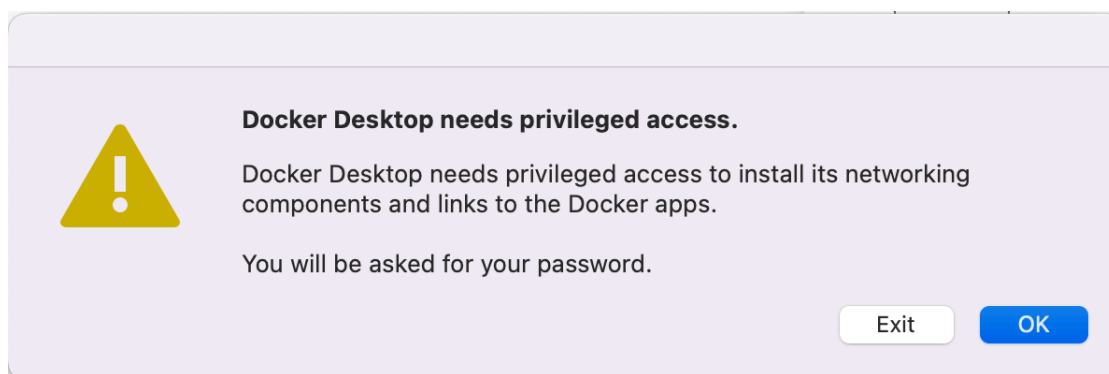 Docker Desktop needs privileged access.
Docker Desktop needs privileged access to install its networking
components and links to the Docker apps.
You will be asked for your password.
Exit
OK